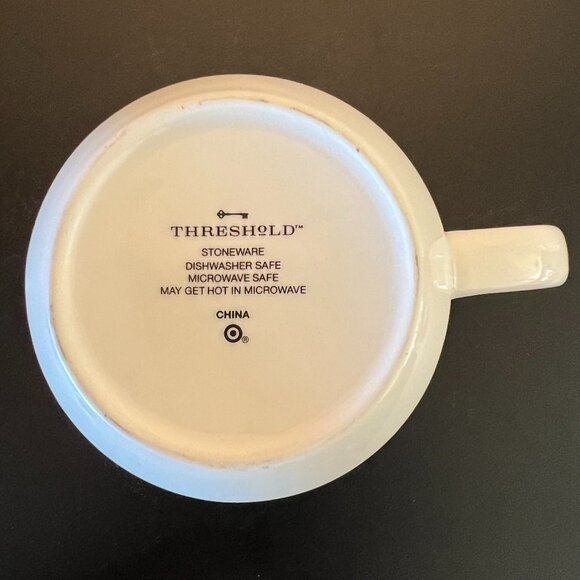 THRESHOLD™
STONEWARE
DISHWASHER SAFE
MICROWAVE SAFE
MAY GET HOT IN MICROWAVE
CHINA
®